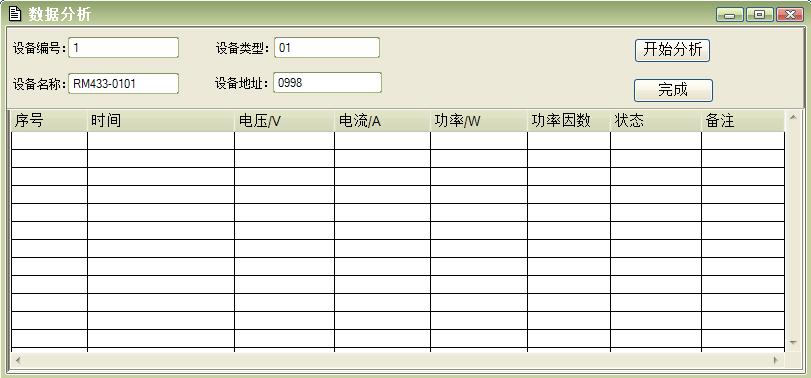 数据分析
设备编号: 1 设备类型: 01 开始分析
设备名称: RM433-0101 设备地址: 0998 完成
序号 时间 电压/V 电流/A 功率/W 功率因数 状态 备注